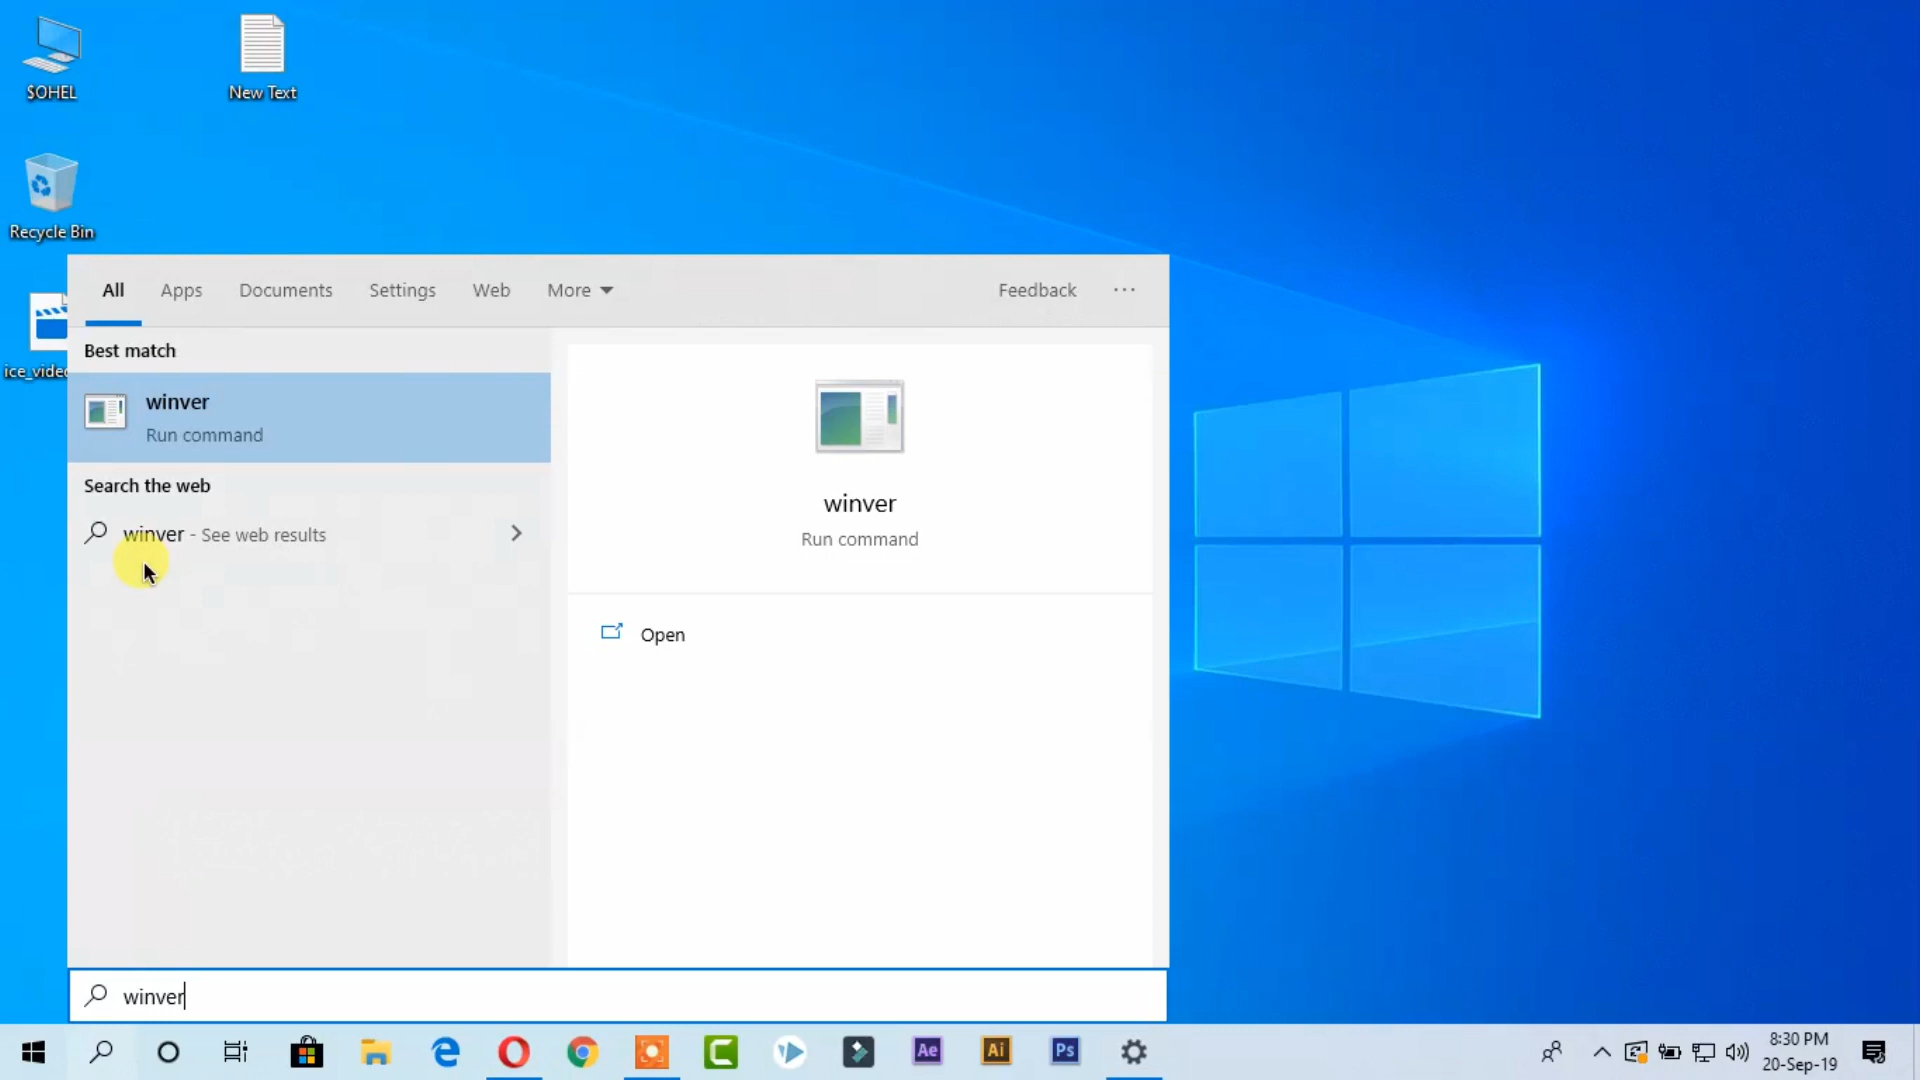 $OHEL
New Text
Recycle Bin
ice_video
All Apps Documents Settings Web More Feedback ...
Best match
winver
Run command
Search the web
winver - See web results
winver
Run command
Open
winver
Ae Ai Ps
8:30 PM
20-Sep-19